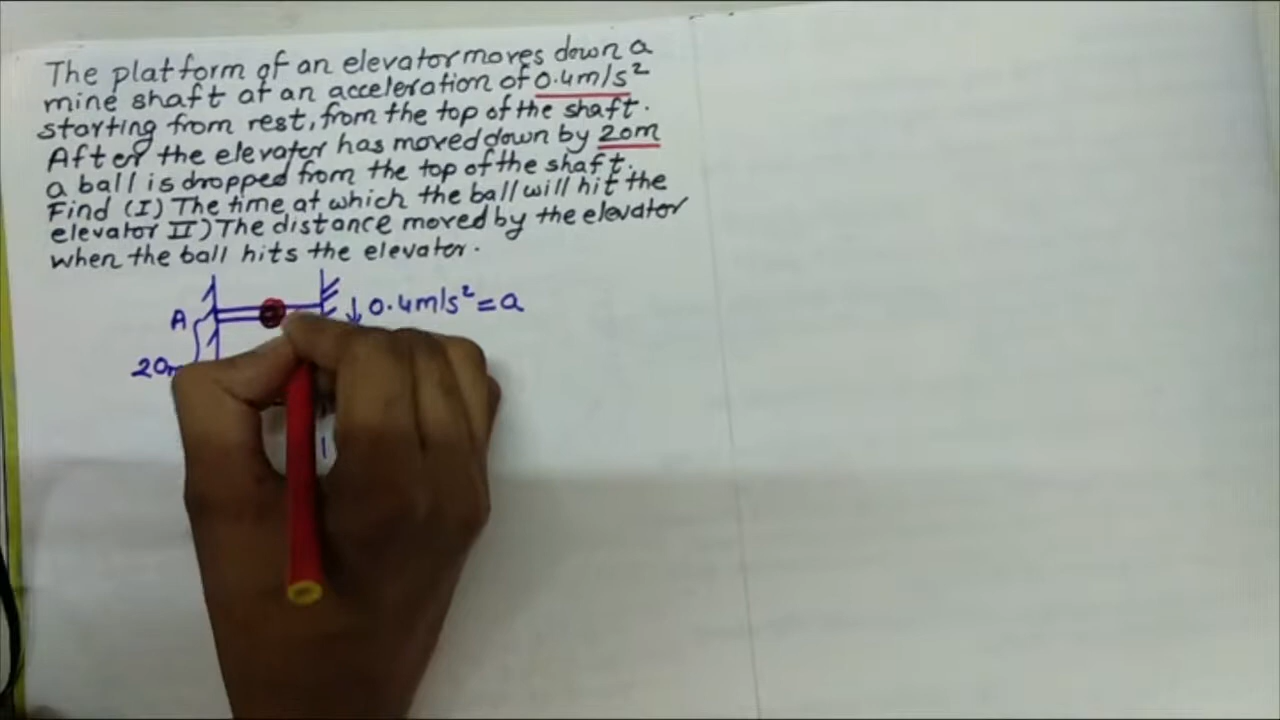 The platform of an elevator moves down a
mine shaft at an acceleration of 0.4m/s²
starting from rest, from the top of the shaft.
After the elevater has moved down by 20m
a ball is dropped from the top of the shaft.
Find (I) The time at which the ball will hit the
elevator II) The distance moved by the elevator
when the ball hits the elevator.
A ↓ 0.4m/s² = a
20m